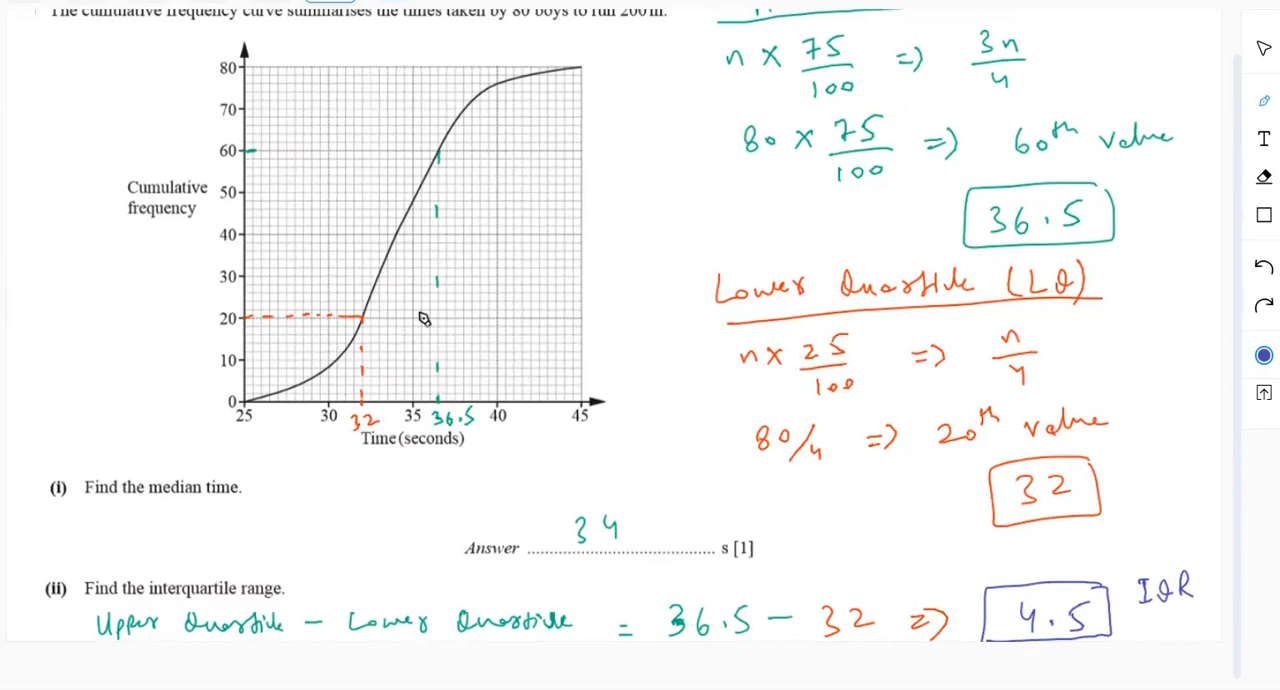 The cumulative frequency curve summarises the times taken by 80 boys to run 200 m.
80
70
60
50
40
30
20
10
0
Cumulative
frequency
25 30 35 40 45
32 36.5
Time (seconds)
n × 75/100 => 3n/4
80 × 75/100 => 60th value
36.5
Lower Quartile (LQ)
n × 25/100 => n/4
80/4 => 20th value
32
(i) Find the median time.
34
Answer ............................................... s [1]
(ii) Find the interquartile range.
Upper Quartile – Lower Quartile = 36.5 – 32 => 4.5 IQR
T